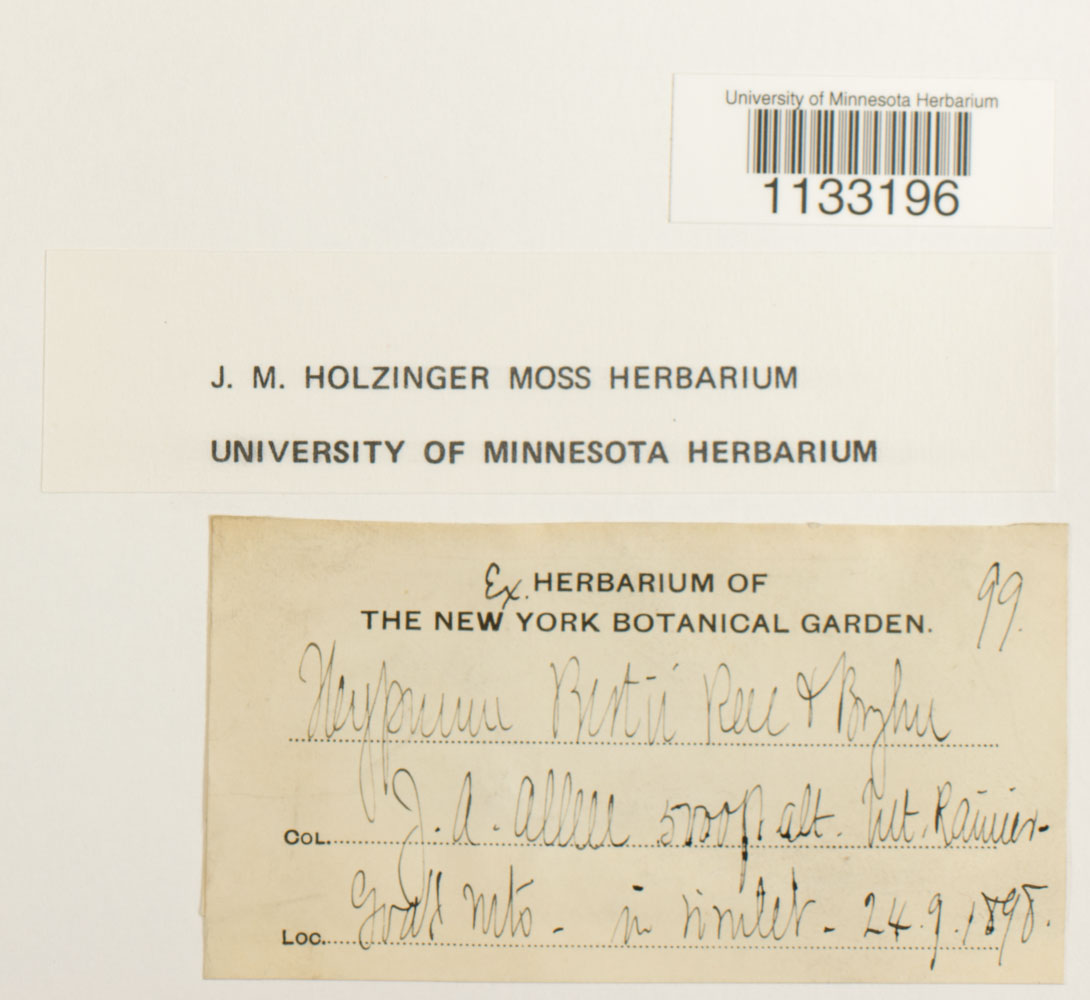 University of Minnesota Herbarium
1133196
J. M. HOLZINGER MOSS HERBARIUM
UNIVERSITY OF MINNESOTA HERBARIUM
Ex. HERBARIUM OF
THE NEW YORK BOTANICAL GARDEN.
99.
Hypnum Bestii Ren & Bryhn
COL. J. A. Allen 5000 ft alt. Mt. Rainier-
LOC. Goat Mts - in rivulet - 24.9.1898.